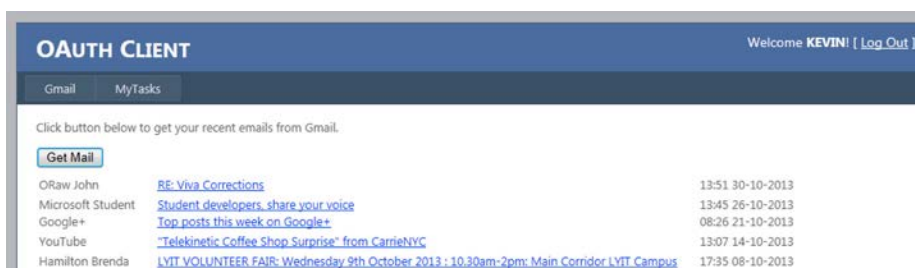 OAUTH CLIENT Welcome KEVIN! [ Log Out ]
Gmail MyTasks
Click button below to get your recent emails from Gmail.
Get Mail
ORaw John RE: Viva Corrections 13:51 30-10-2013
Microsoft Student Student developers, share your voice 13:45 26-10-2013
Google+ Top posts this week on Google+ 08:26 21-10-2013
YouTube "Telekinetic Coffee Shop Surprise" from CarrieNYC 13:07 14-10-2013
Hamilton Brenda LYIT VOLUNTEER FAIR: Wednesday 9th October 2013 : 10.30am-2pm: Main Corridor LYIT Campus 17:35 08-10-2013